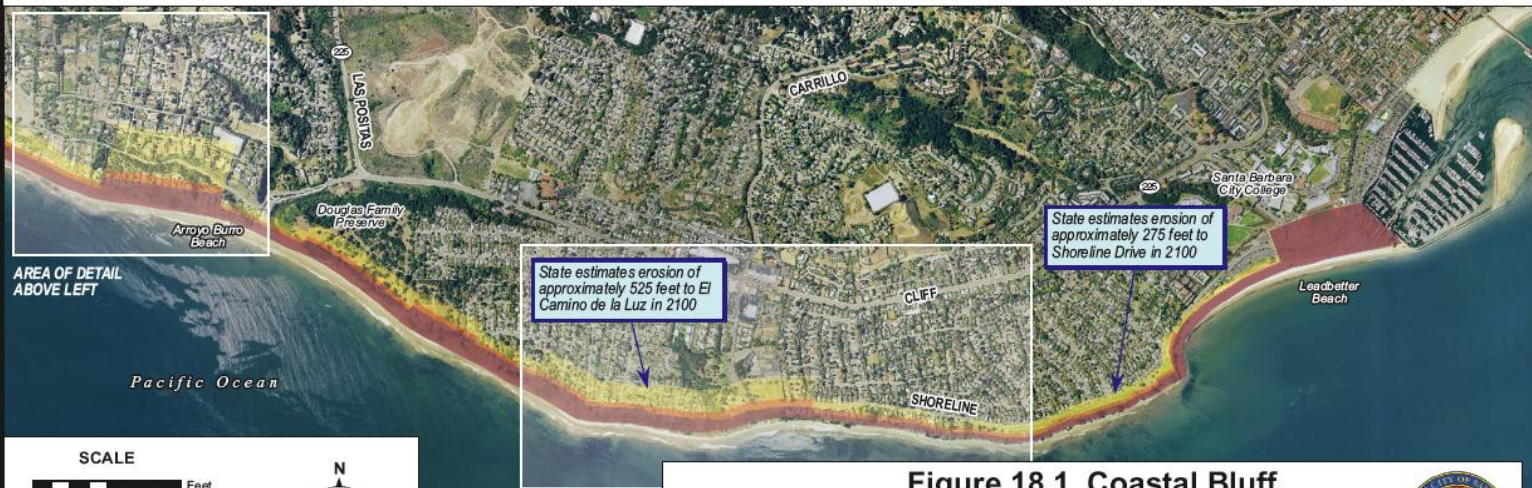 225
LAS POSITAS
CARRILLO
225
Santa Barbara
City College
Douglas Family
Preserve
Arroyo Burro
Beach
AREA OF DETAIL
ABOVE LEFT
State estimates erosion of
approximately 525 feet to El
Camino de la Luz in 2100
State estimates erosion of
approximately 275 feet to
Shoreline Drive in 2100
CLIFF
Leadbetter
Beach
Pacific Ocean
SHORELINE
SCALE
Feet
N
Figure 18.1 Coastal Bluff
CITY OF